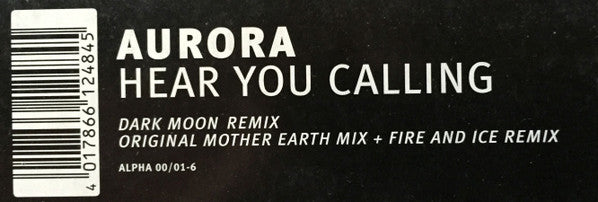 AURORA
HEAR YOU CALLING
DARK MOON REMIX
ORIGINAL MOTHER EARTH MIX + FIRE AND ICE REMIX
ALPHA 00/01-6
4 017866 124845